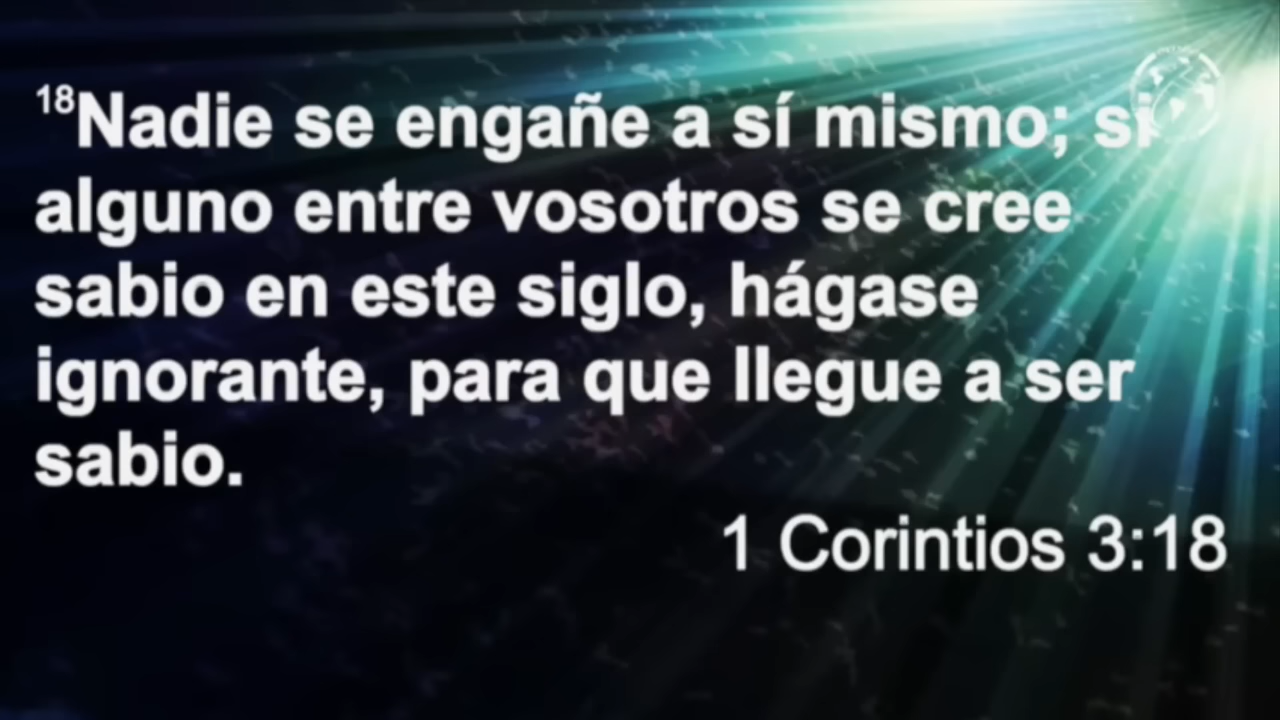 18Nadie se engañe a sí mismo; si
alguno entre vosotros se cree
sabio en este siglo, hágase
ignorante, para que llegue a ser
sabio.
1 Corintios 3:18